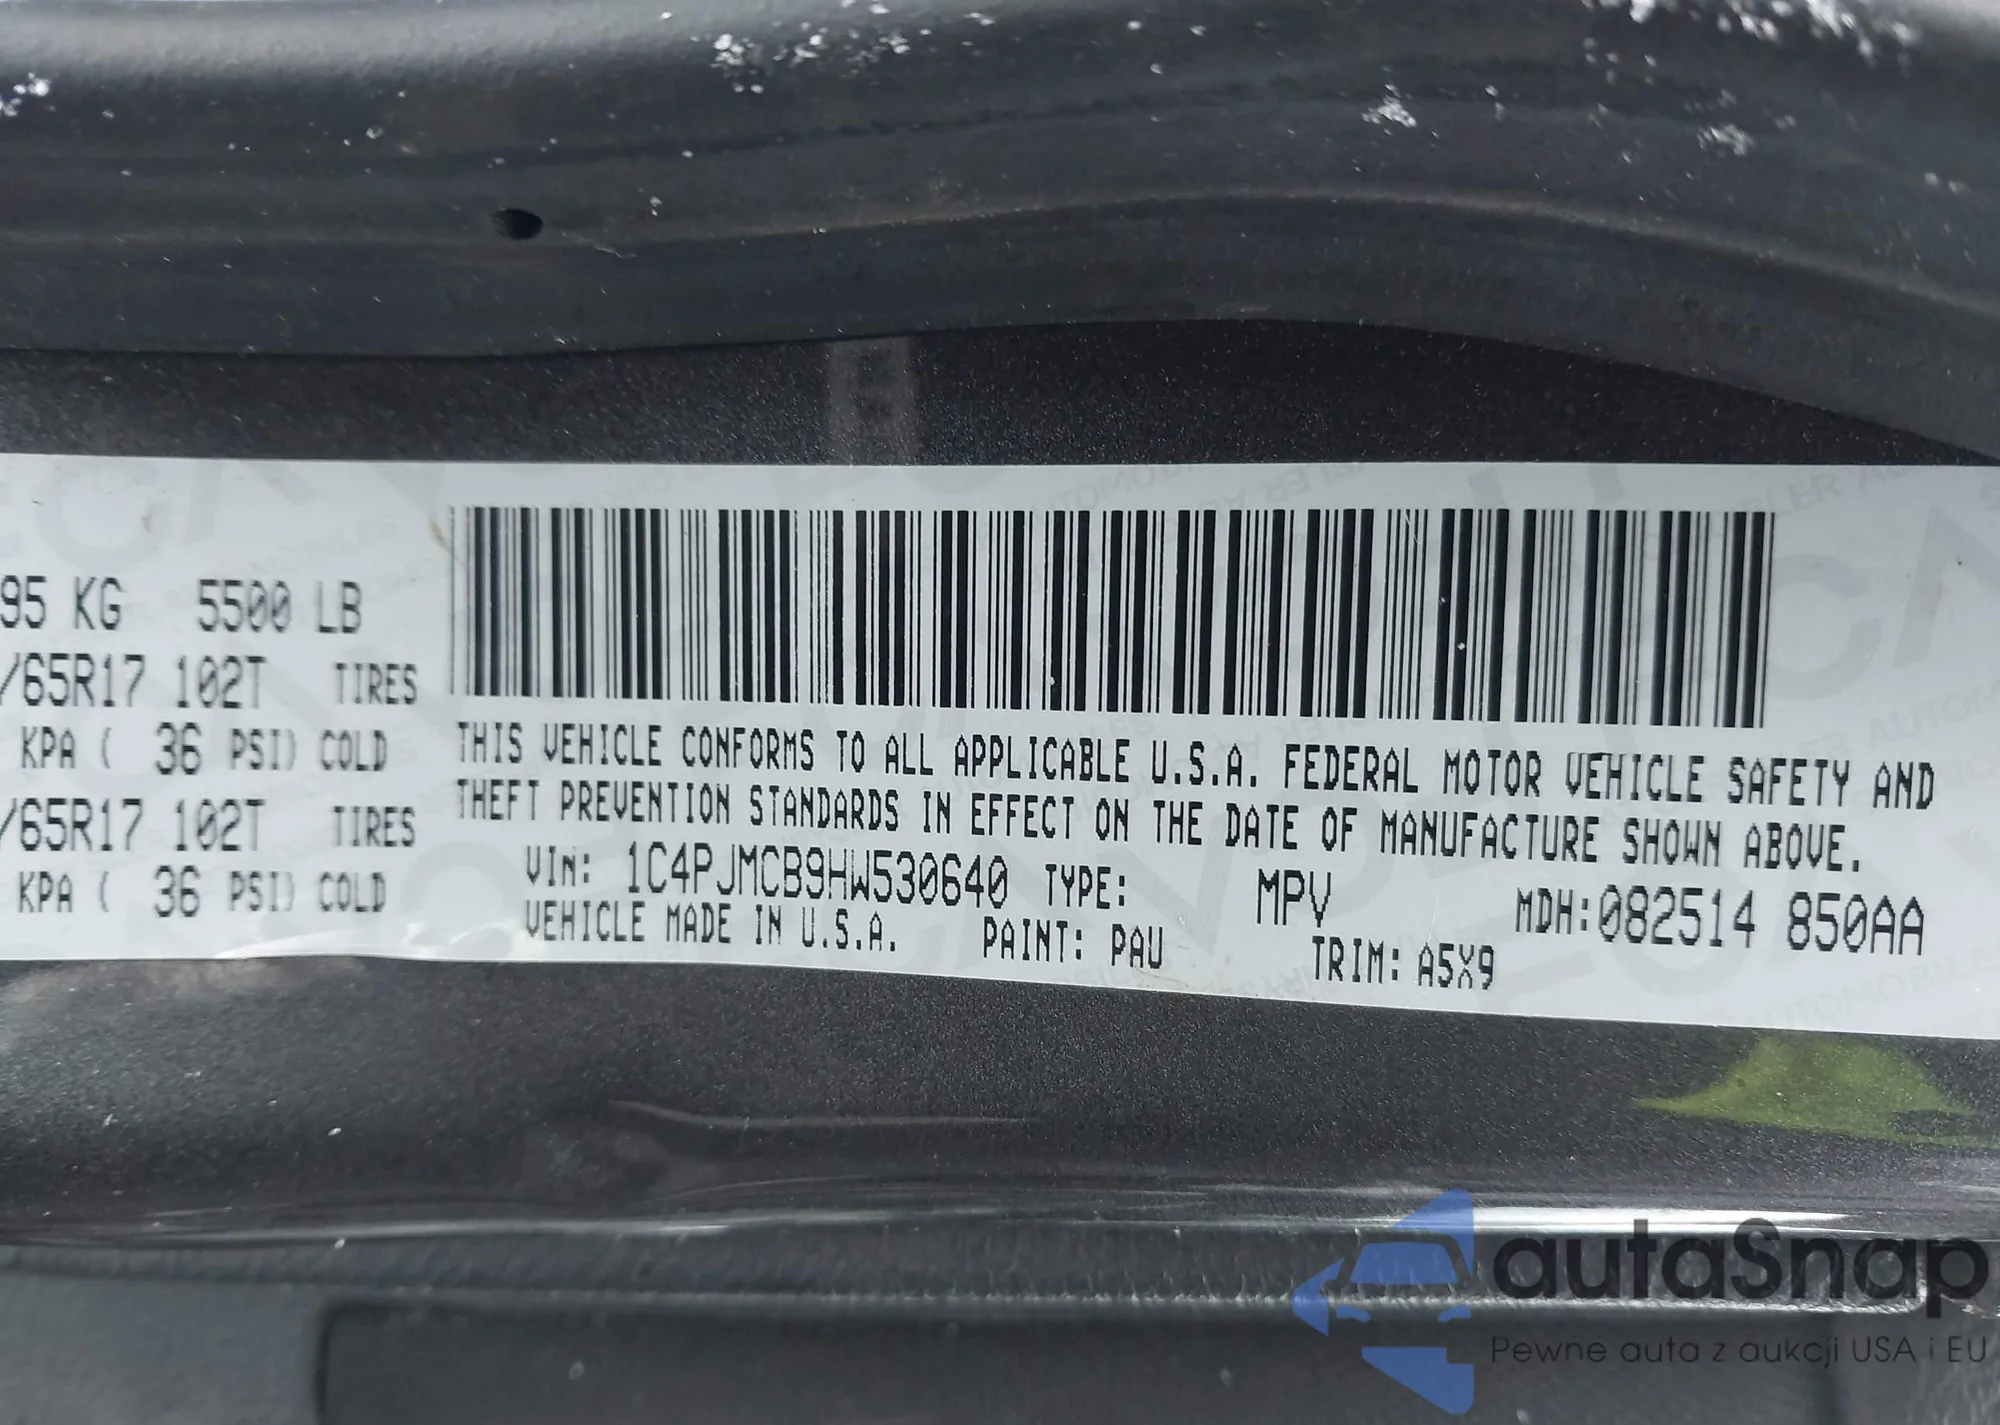 95 KG 5500 LB
/65R17 102T TIRES
KPA ( 36 PSI) COLD
/65R17 102T TIRES
KPA ( 36 PSI) COLD
THIS VEHICLE CONFORMS TO ALL APPLICABLE U.S.A. FEDERAL MOTOR VEHICLE SAFETY AND
THEFT PREVENTION STANDARDS IN EFFECT ON THE DATE OF MANUFACTURE SHOWN ABOVE.
VIN: 1C4PJMCB9HW530640 TYPE: MPV MDH:082514 850AA
VEHICLE MADE IN U.S.A. PAINT: PAU TRIM: A5X9
autaSnap
Pewne auta z aukcji USA i EU